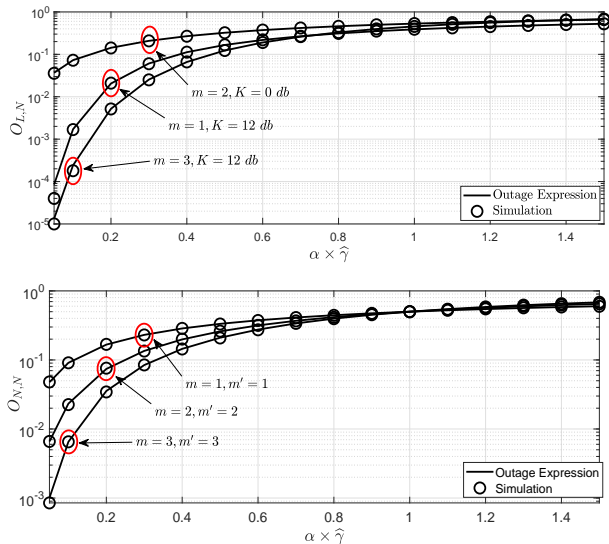 10^0
10^{-1}
10^{-2}
10^{-3}
10^{-4}
10^{-5}
O_{L,N}
m = 2, K = 0 db
m = 1, K = 12 db
m = 3, K = 12 db
Outage Expression
Simulation
0.2 0.4 0.6 0.8 1 1.2 1.4
α × γ̂
10^0
10^{-1}
10^{-2}
10^{-3}
O_{N,N}
m = 1, m' = 1
m = 2, m' = 2
m = 3, m' = 3
Outage Expression
Simulation
0.2 0.4 0.6 0.8 1 1.2 1.4
α × γ̂